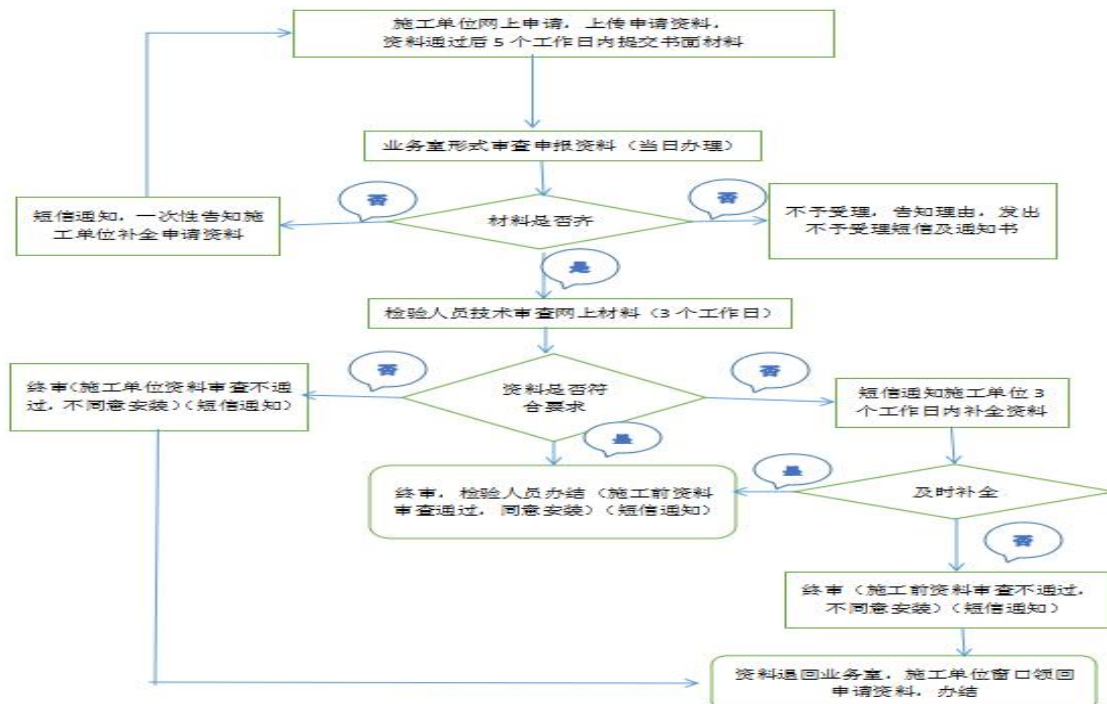 施工单位网上申请，上传申请资料，
资料通过后5个工作日内提交书面材料
业务室形式审查申报资料（当日办理）
否
否
短信通知，一次性告知施
工单位补全申请资料
材料是否齐
不予受理，告知理由，发出
不予受理短信及通知书
是
检验人员技术审查网上材料（3个工作日）
否
否
终审(施工单位资料审查不通
过，不同意安装)(短信通知)
资料是否符
合要求
短信通知施工单位3
个工作日内补全资料
是
是
终审，检验人员办结（施工前资料
审查通过，同意安装）（短信通知）
及时补全
否
终审（施工前资料审查不通过，
不同意安装）（短信通知）
资料退回业务室，施工单位窗口领回
申请资料，办结